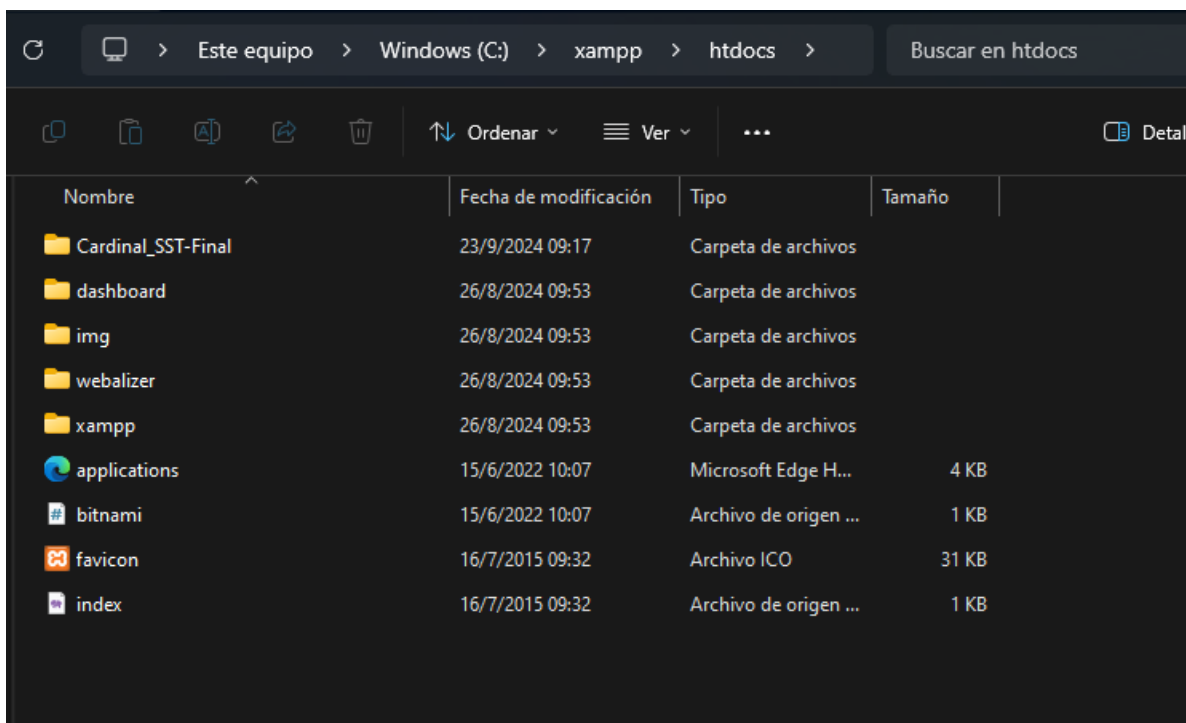 Este equipo > Windows (C:) > xampp > htdocs > Buscar en htdocs
Ordenar Ver ... Detal
Nombre Fecha de modificación Tipo Tamaño
Cardinal_SST-Final 23/9/2024 09:17 Carpeta de archivos
dashboard 26/8/2024 09:53 Carpeta de archivos
img 26/8/2024 09:53 Carpeta de archivos
webalizer 26/8/2024 09:53 Carpeta de archivos
xampp 26/8/2024 09:53 Carpeta de archivos
applications 15/6/2022 10:07 Microsoft Edge H... 4 KB
bitnami 15/6/2022 10:07 Archivo de origen ... 1 KB
favicon 16/7/2015 09:32 Archivo ICO 31 KB
index 16/7/2015 09:32 Archivo de origen ... 1 KB